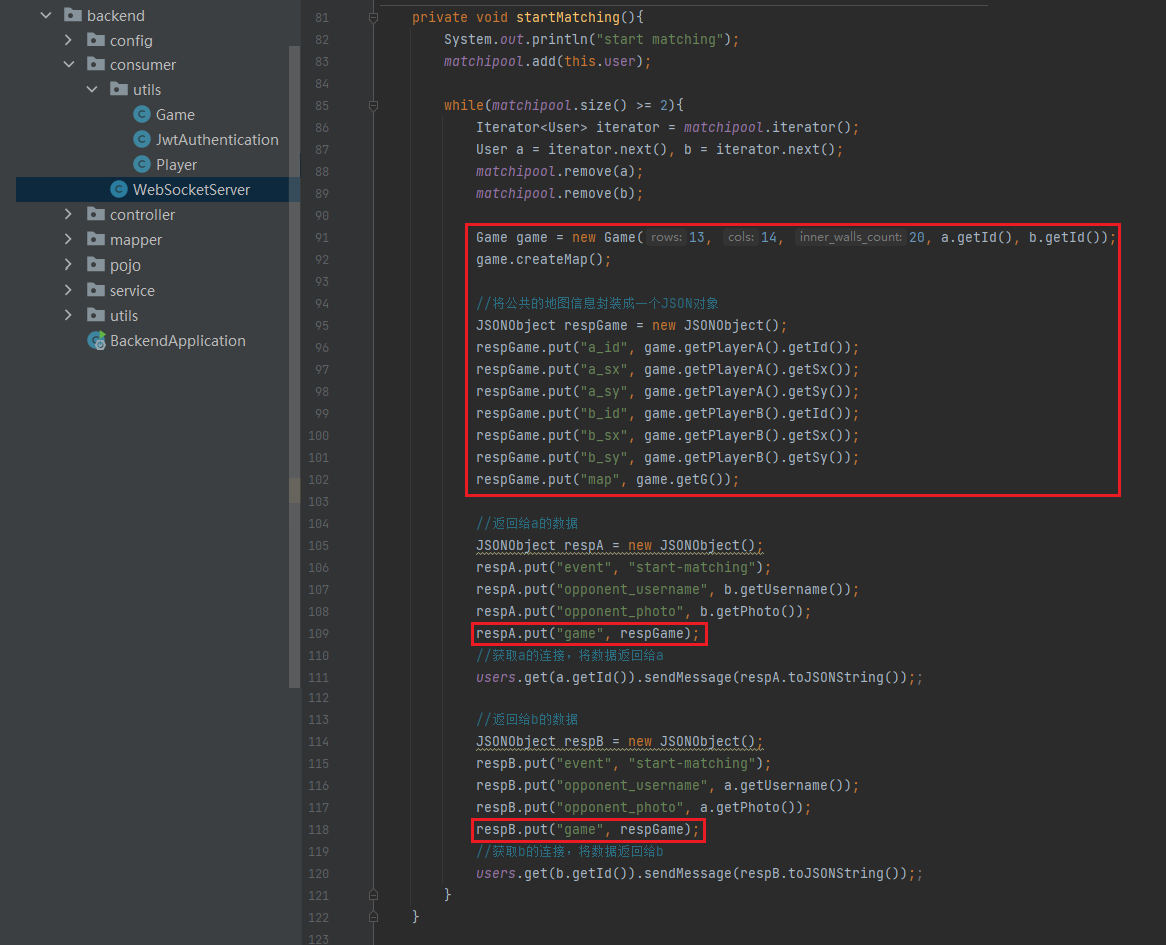 backend
config
consumer
utils
Game
JwtAuthentication
Player
WebSocketServer
controller
mapper
pojo
service
utils
BackendApplication
81 private void startMatching(){
82 System.out.println("start matching");
83 matchipool.add(this.user);
84
85 while(matchipool.size() >= 2){
86 Iterator<User> iterator = matchipool.iterator();
87 User a = iterator.next(), b = iterator.next();
88 matchipool.remove(a);
89 matchipool.remove(b);
90
91 Game game = new Game( rows: 13, cols: 14, inner_walls_count: 20, a.getId(), b.getId());
92 game.createMap();
93
94 //将公共的地图信息封装成一个JSON对象
95 JSONObject respGame = new JSONObject();
96 respGame.put("a_id", game.getPlayerA().getId());
97 respGame.put("a_sx", game.getPlayerA().getSx());
98 respGame.put("a_sy", game.getPlayerA().getSy());
99 respGame.put("b_id", game.getPlayerB().getId());
100 respGame.put("b_sx", game.getPlayerB().getSx());
101 respGame.put("b_sy", game.getPlayerB().getSy());
102 respGame.put("map", game.getG());
103
104 //返回给a的数据
105 JSONObject respA = new JSONObject();
106 respA.put("event", "start-matching");
107 respA.put("opponent_username", b.getUsername());
108 respA.put("opponent_photo", b.getPhoto());
109 respA.put("game", respGame);
110 //获取a的连接，将数据返回给a
111 users.get(a.getId()).sendMessage(respA.toJSONString());;
112
113 //返回给b的数据
114 JSONObject respB = new JSONObject();
115 respB.put("event", "start-matching");
116 respB.put("opponent_username", a.getUsername());
117 respB.put("opponent_photo", a.getPhoto());
118 respB.put("game", respGame);
119 //获取b的连接，将数据返回给b
120 users.get(b.getId()).sendMessage(respB.toJSONString());;
121 }
122 }
123